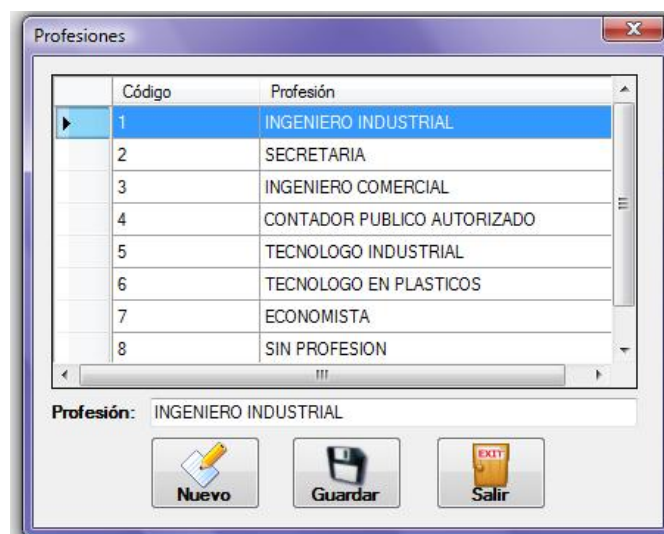 Profesiones
Código Profesión
1 INGENIERO INDUSTRIAL
2 SECRETARIA
3 INGENIERO COMERCIAL
4 CONTADOR PUBLICO AUTORIZADO
5 TECNOLOGO INDUSTRIAL
6 TECNOLOGO EN PLASTICOS
7 ECONOMISTA
8 SIN PROFESION
Profesión: INGENIERO INDUSTRIAL
EXIT
Nuevo Guardar Salir